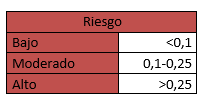 Riesgo
Bajo <0,1
Moderado 0,1-0,25
Alto >0,25